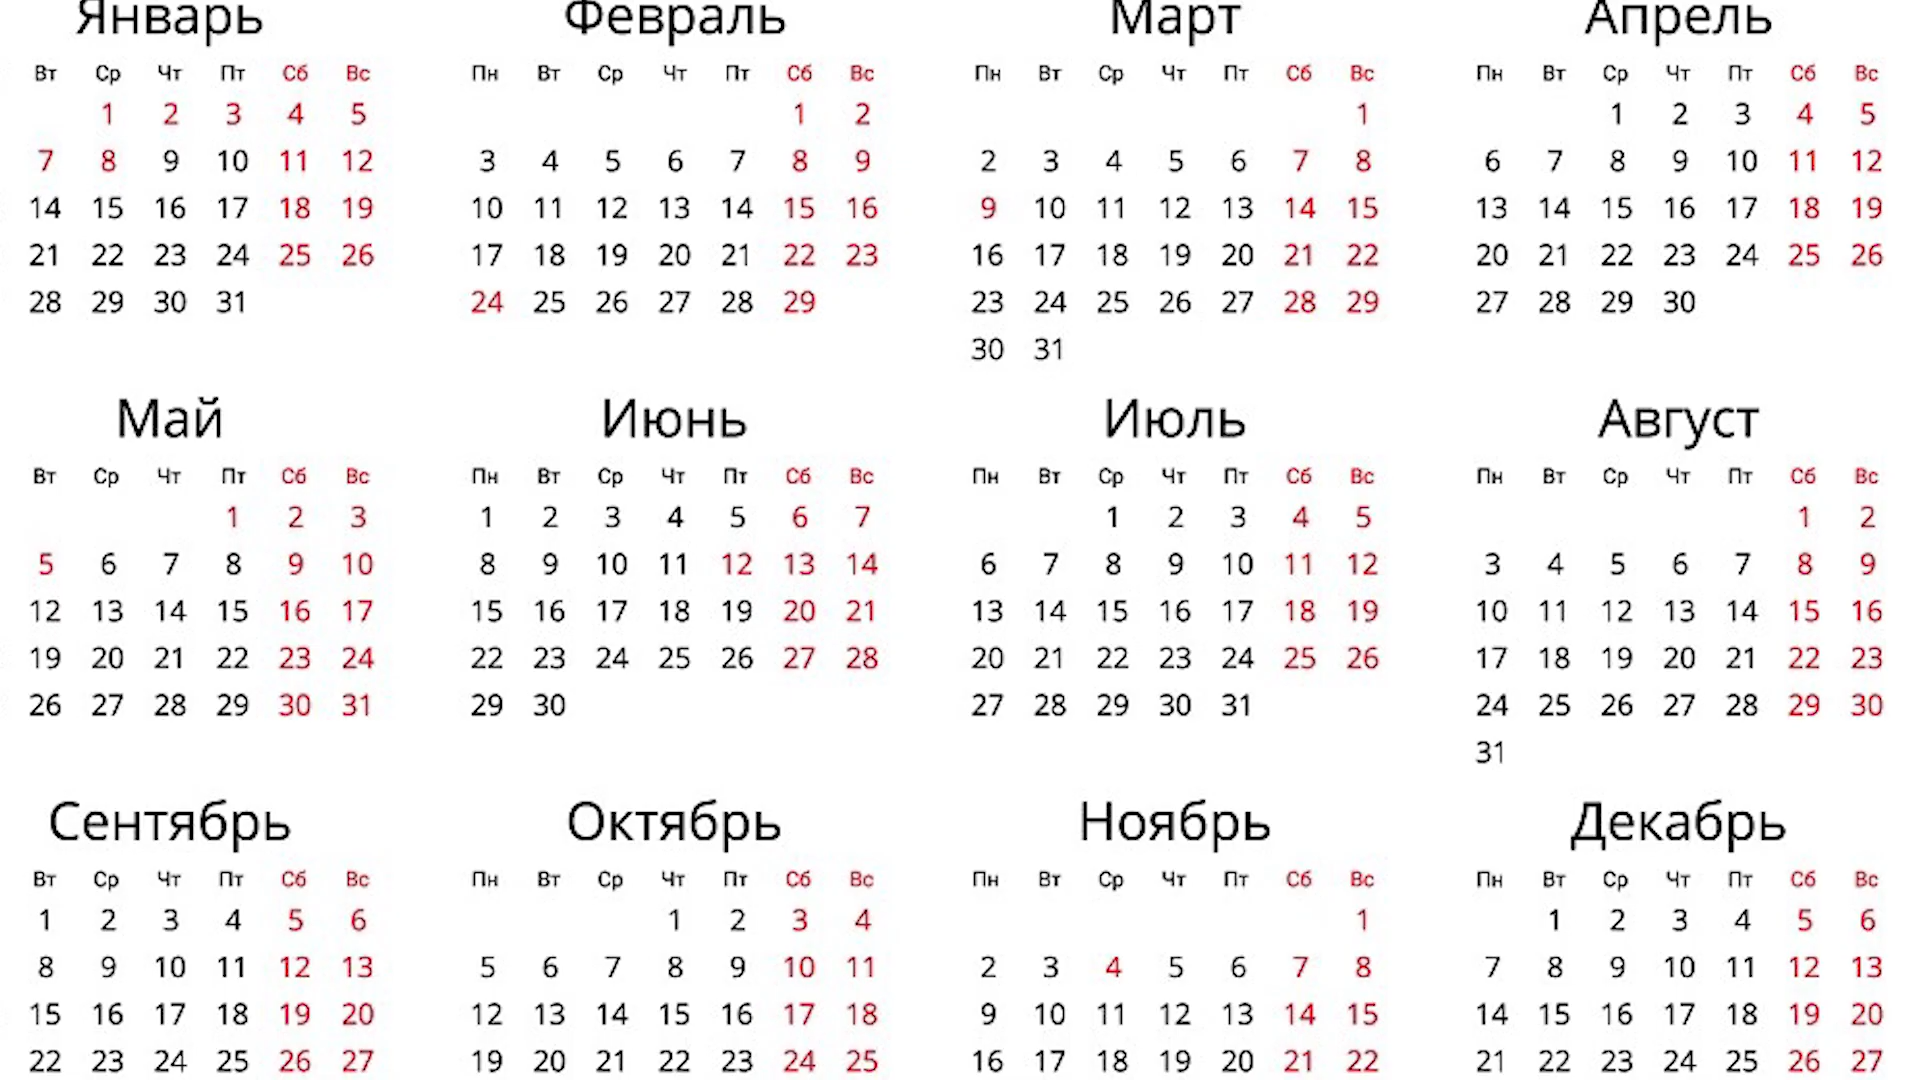 Январь Февраль Март Апрель
Вт Ср Чт Пт Сб Вс Пн Вт Ср Чт Пт Сб Вс Пн Вт Ср Чт Пт Сб Вс Пн Вт Ср Чт Пт Сб Вс
1 2 3 4 5 1 2 1 1 2 3 4 5
7 8 9 10 11 12 3 4 5 6 7 8 9 2 3 4 5 6 7 8 6 7 8 9 10 11 12
14 15 16 17 18 19 10 11 12 13 14 15 16 9 10 11 12 13 14 15 13 14 15 16 17 18 19
21 22 23 24 25 26 17 18 19 20 21 22 23 16 17 18 19 20 21 22 20 21 22 23 24 25 26
28 29 30 31 24 25 26 27 28 29 23 24 25 26 27 28 29 27 28 29 30
30 31
Май Июнь Июль Август
Вт Ср Чт Пт Сб Вс Пн Вт Ср Чт Пт Сб Вс Пн Вт Ср Чт Пт Сб Вс Пн Вт Ср Чт Пт Сб Вс
1 2 3 1 2 3 4 5 6 7 1 2 3 4 5 1 2
5 6 7 8 9 10 8 9 10 11 12 13 14 6 7 8 9 10 11 12 3 4 5 6 7 8 9
12 13 14 15 16 17 15 16 17 18 19 20 21 13 14 15 16 17 18 19 10 11 12 13 14 15 16
19 20 21 22 23 24 22 23 24 25 26 27 28 20 21 22 23 24 25 26 17 18 19 20 21 22 23
26 27 28 29 30 31 29 30 27 28 29 30 31 24 25 26 27 28 29 30
31
Сентябрь Октябрь Ноябрь Декабрь
Вт Ср Чт Пт Сб Вс Пн Вт Ср Чт Пт Сб Вс Пн Вт Ср Чт Пт Сб Вс Пн Вт Ср Чт Пт Сб Вс
1 2 3 4 5 6 1 2 3 4 1 1 2 3 4 5 6
8 9 10 11 12 13 5 6 7 8 9 10 11 2 3 4 5 6 7 8 7 8 9 10 11 12 13
15 16 17 18 19 20 12 13 14 15 16 17 18 9 10 11 12 13 14 15 14 15 16 17 18 19 20
22 23 24 25 26 27 19 20 21 22 23 24 25 16 17 18 19 20 21 22 21 22 23 24 25 26 27